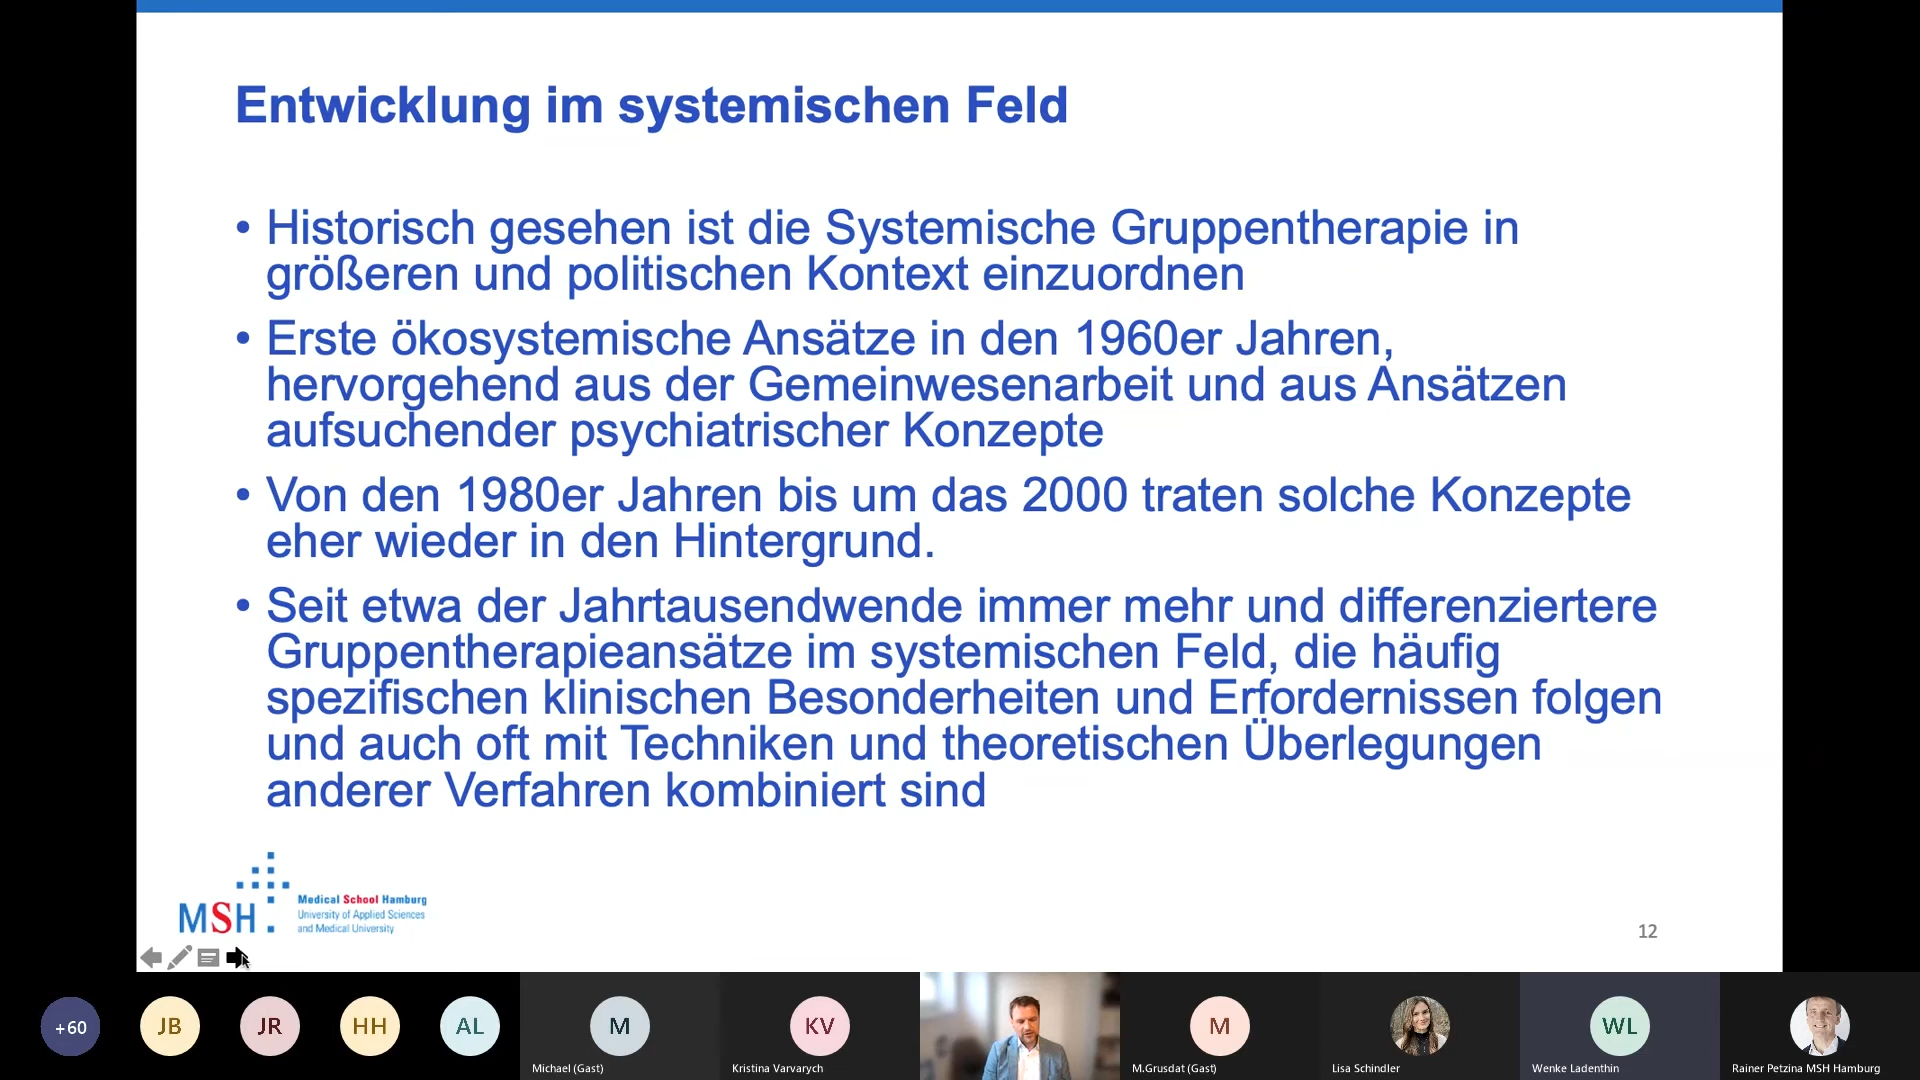 Entwicklung im systemischen Feld
• Historisch gesehen ist die Systemische Gruppentherapie in
größeren und politischen Kontext einzuordnen
• Erste ökosystemische Ansätze in den 1960er Jahren,
hervorgehend aus der Gemeinwesenarbeit und aus Ansätzen
aufsuchender psychiatrischer Konzepte
• Von den 1980er Jahren bis um das 2000 traten solche Konzepte
eher wieder in den Hintergrund.
• Seit etwa der Jahrtausendwende immer mehr und differenziertere
Gruppentherapieansätze im systemischen Feld, die häufig
spezifischen klinischen Besonderheiten und Erfordernissen folgen
und auch oft mit Techniken und theoretischen Überlegungen
anderer Verfahren kombiniert sind
MSH
Medical School Hamburg
University of Applied Sciences
and Medical University
12
+60
JB
JR
HH
AL
M
KV
M
WL
Michael (Gast)
Kristina Varvarych
M.Grusdat (Gast)
Lisa Schindler
Wenke Ladenthin
Rainer Petzina MSH Hamburg